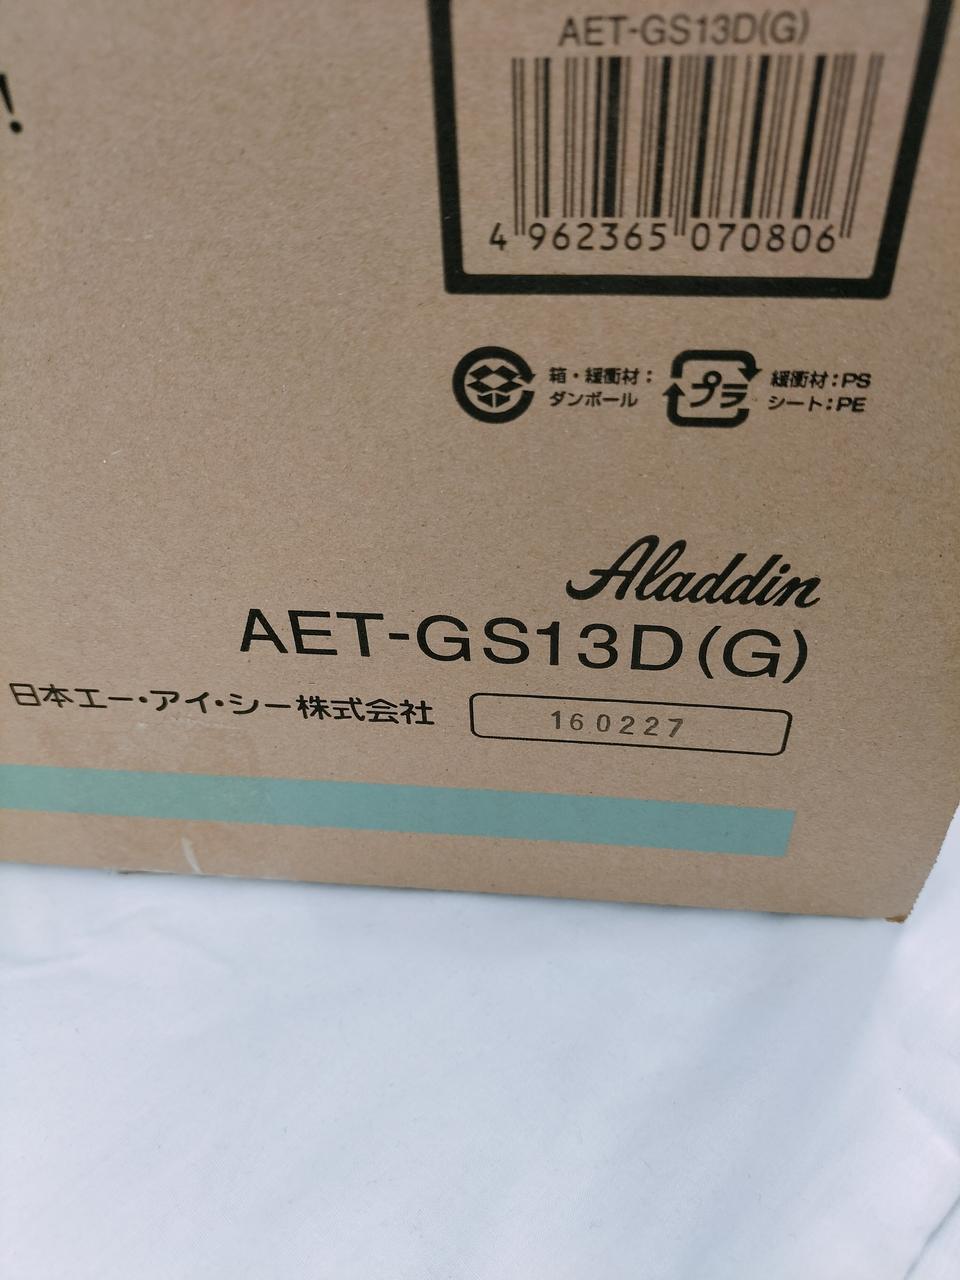 !
AET-GS13D(G)
4 962365 070806
箱・緩衝材:
ダンボール
プラ
緩衝材:PS
シート:PE
Aladdin
AET-GS13D(G)
日本エー・アイ・シー株式会社
160227